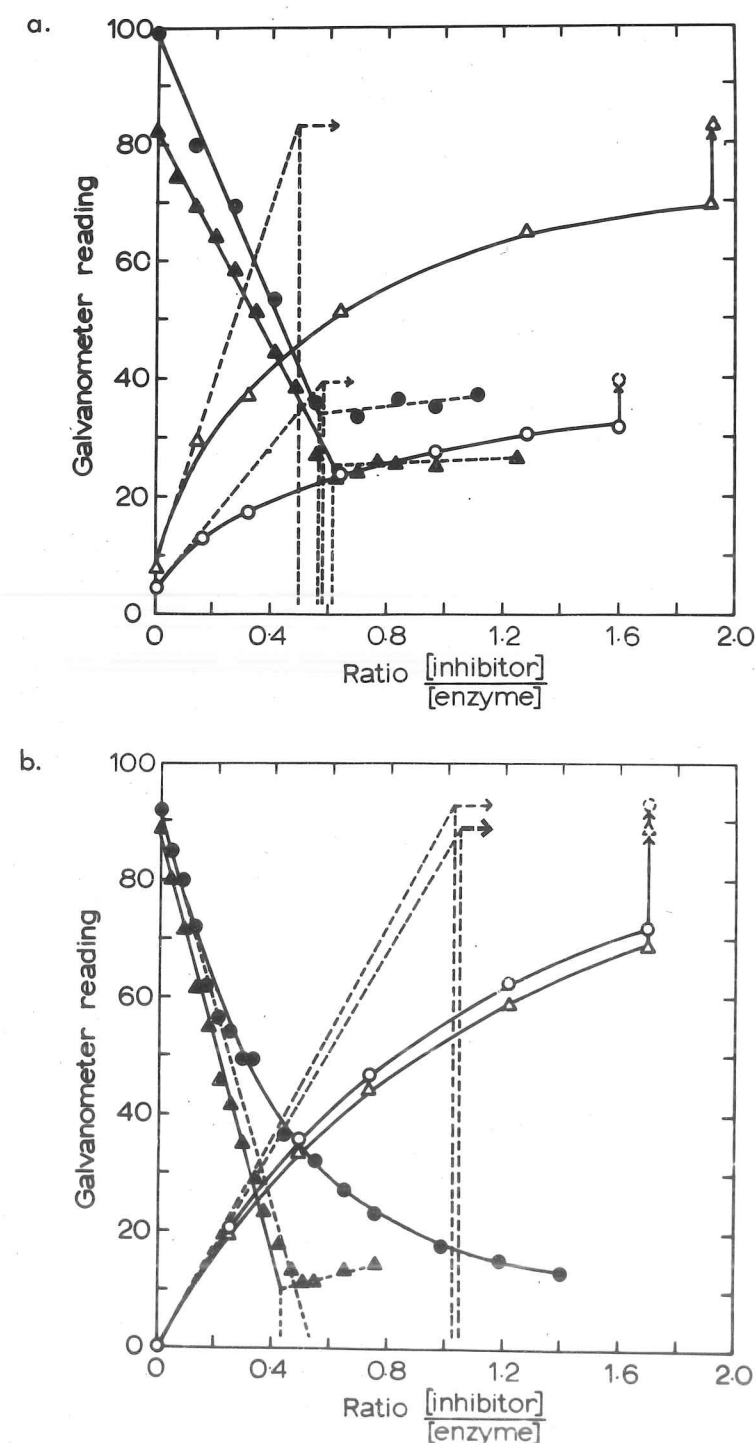 a.
100
80
60
40
20
0
Galvanometer reading
0 0·4 0·8 1·2 1·6 2·0
Ratio [inhibitor]
[enzyme]
b.
100
80
60
40
20
0
Galvanometer reading
0 0·4 0·8 1·2 1·6 2·0
Ratio [inhibitor]
[enzyme]